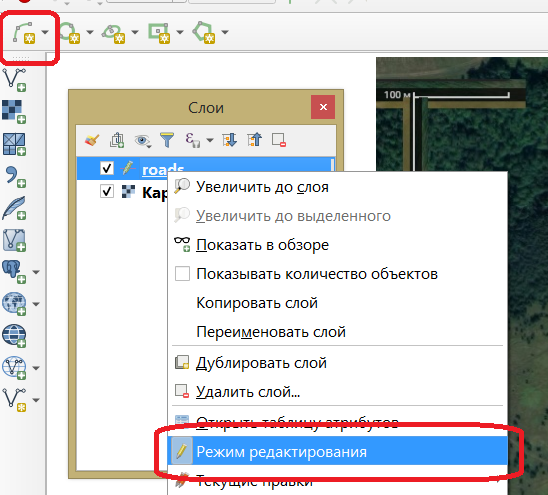 100 м
Слои
roads
Кар
Увеличить до слоя
Увеличить до выделенного
Показать в обзоре
Показывать количество объектов
Копировать слой
Переименовать слой
Дублировать слой
Удалить слой...
Открыть таблицу атрибутов
Режим редактирования
Текущие правки